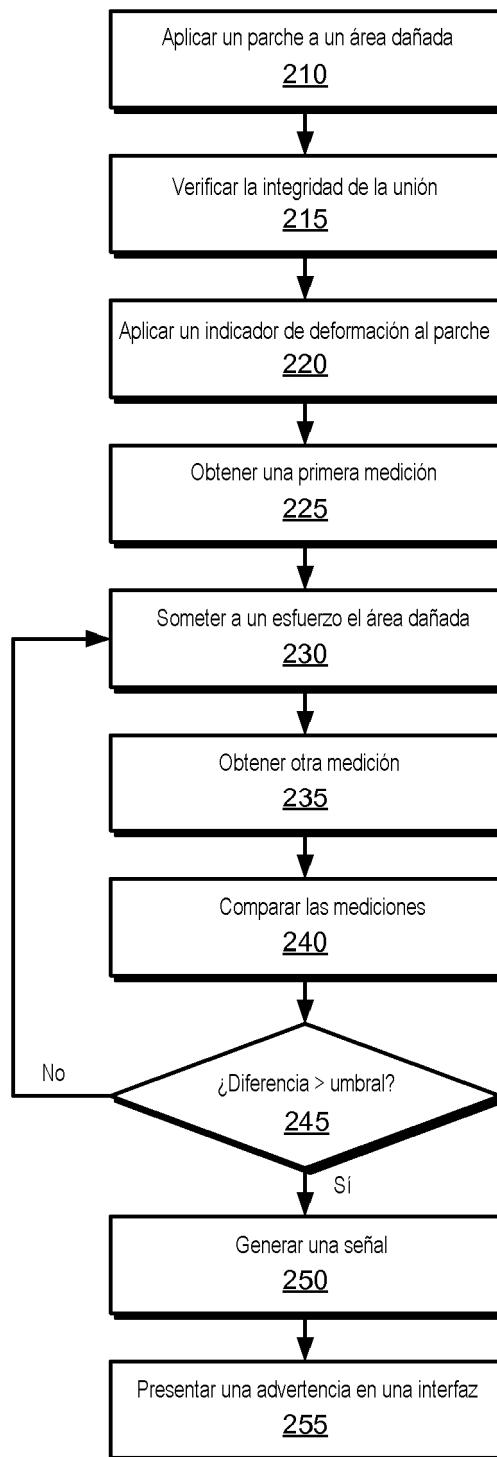 Aplicar un parche a un área dañada
210
Verificar la integridad de la unión
215
Aplicar un indicador de deformación al parche
220
Obtener una primera medición
225
Someter a un esfuerzo el área dañada
230
Obtener otra medición
235
Comparar las mediciones
240
No
¿Diferencia > umbral?
245
Sí
Generar una señal
250
Presentar una advertencia en una interfaz
255